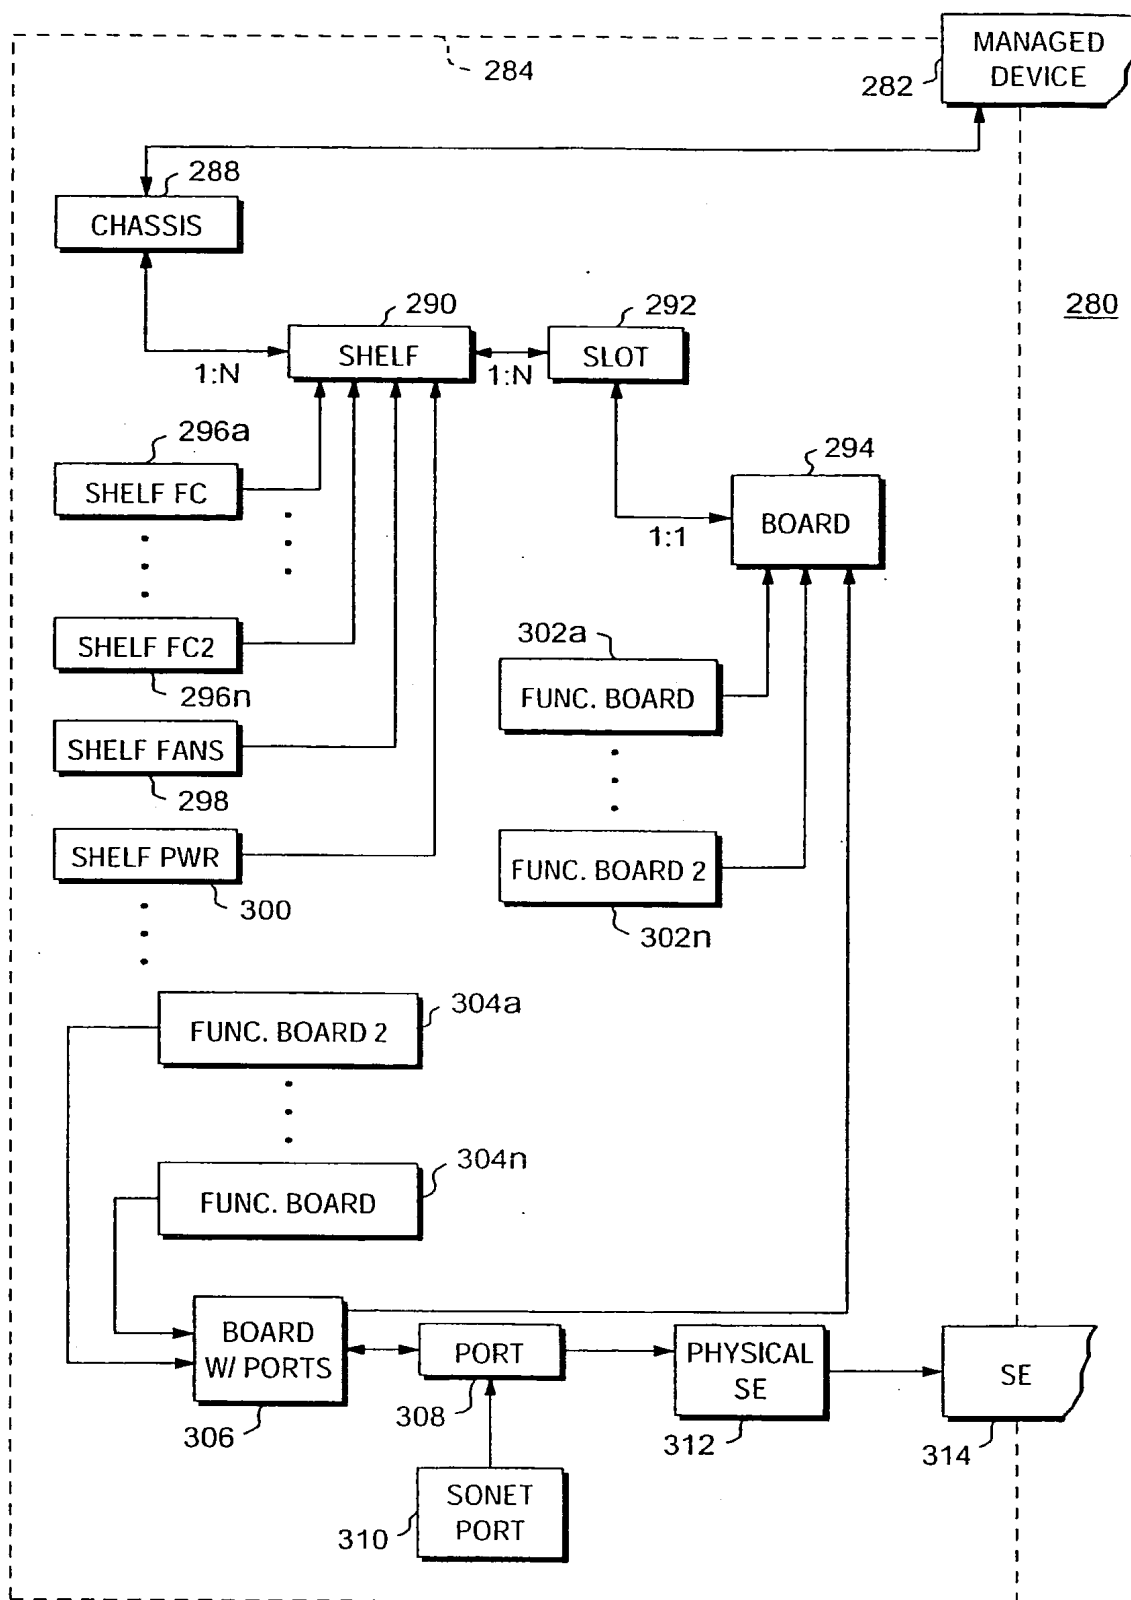 MANAGED
DEVICE
282
284
280
288
CHASSIS
290
SHELF
292
SLOT
1:N
1:N
296a
SHELF FC
294
BOARD
1:1
SHELF FC2
296n
302a
FUNC. BOARD
SHELF FANS
298
SHELF PWR
300
FUNC. BOARD 2
302n
304a
FUNC. BOARD 2
304n
FUNC. BOARD
BOARD
W/ PORTS
306
PORT
308
PHYSICAL
SE
312
SE
314
SONET
PORT
310